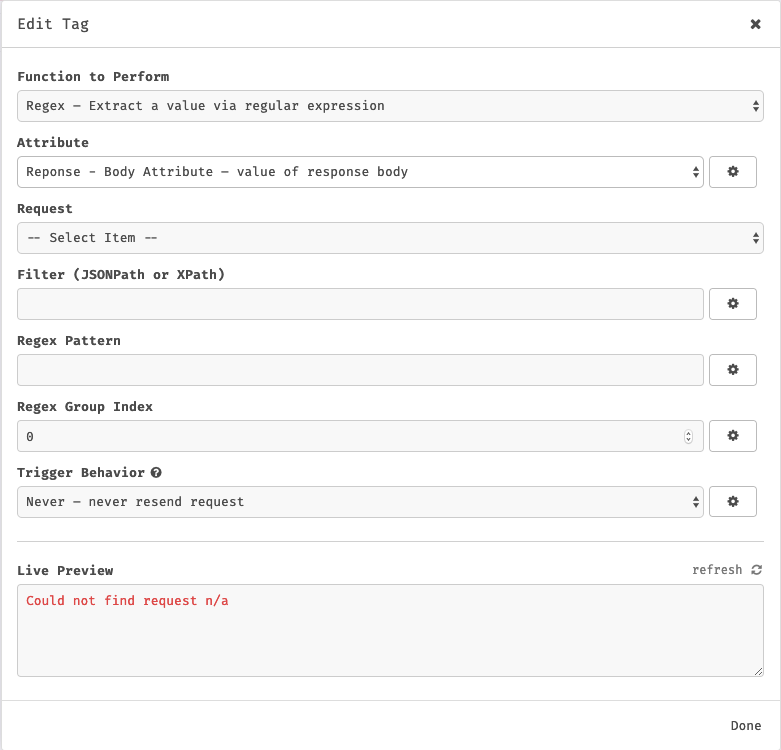 Edit Tag
Function to Perform
Regex – Extract a value via regular expression
Attribute
Reponse - Body Attribute – value of response body
Request
-- Select Item --
Filter (JSONPath or XPath)
Regex Pattern
Regex Group Index
0
Trigger Behavior
Never – never resend request
Live Preview
refresh
Could not find request n/a
Done